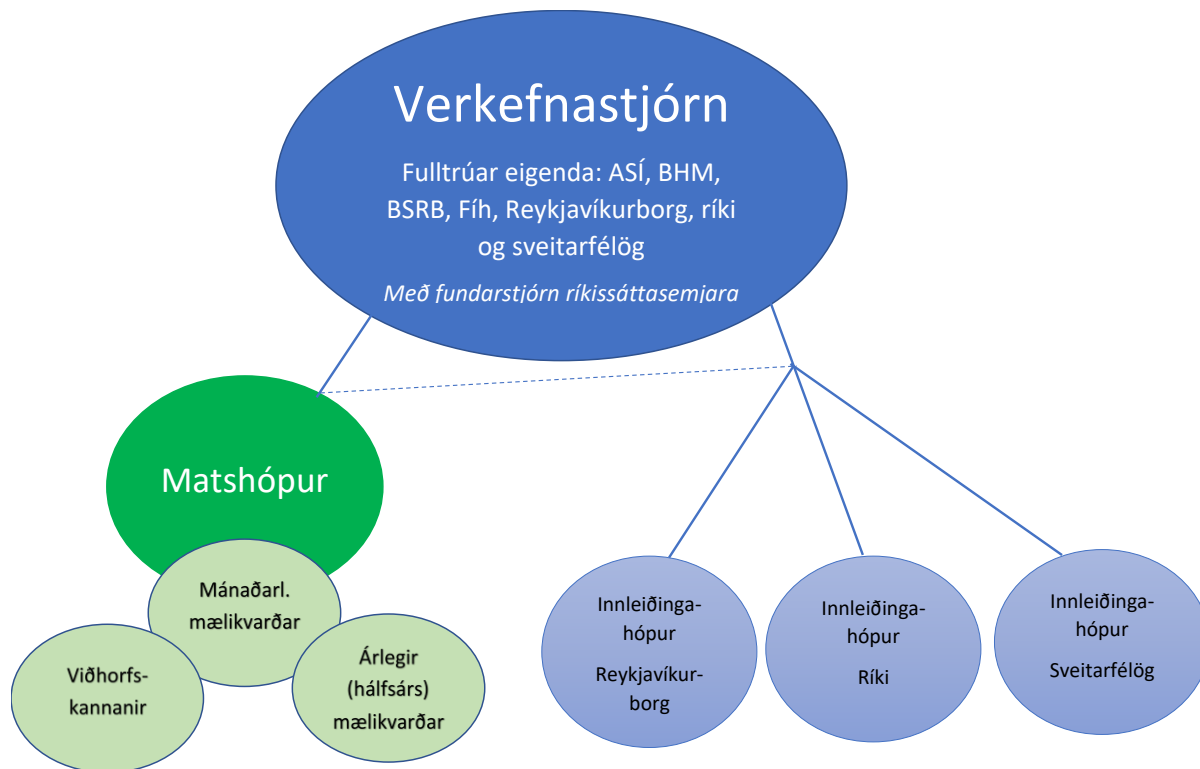 Verkefnastjórn
Fulltrúar eigenda: ASÍ, BHM,
BSRB, Fíh, Reykjavíkurborg, ríki
og sveitarfélög
Með fundarstjórn ríkissáttasemjara
Matshópur
Mánaðarl.
mælikvarðar
Viðhorfs-
kannanir
Árlegir
(hálfsárs)
mælikvarðar
Innleiðinga-
hópur
Reykjavíkur-
borg
Innleiðinga-
hópur
Ríki
Innleiðinga-
hópur
Sveitarfélög